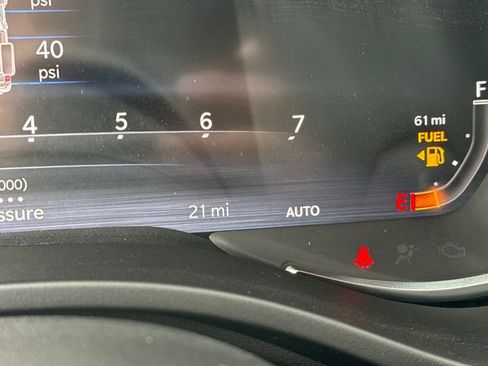 40
psi
psi
F
61 mi
FUEL
4 5 6 7
000)
ssure 21 mi AUTO
E